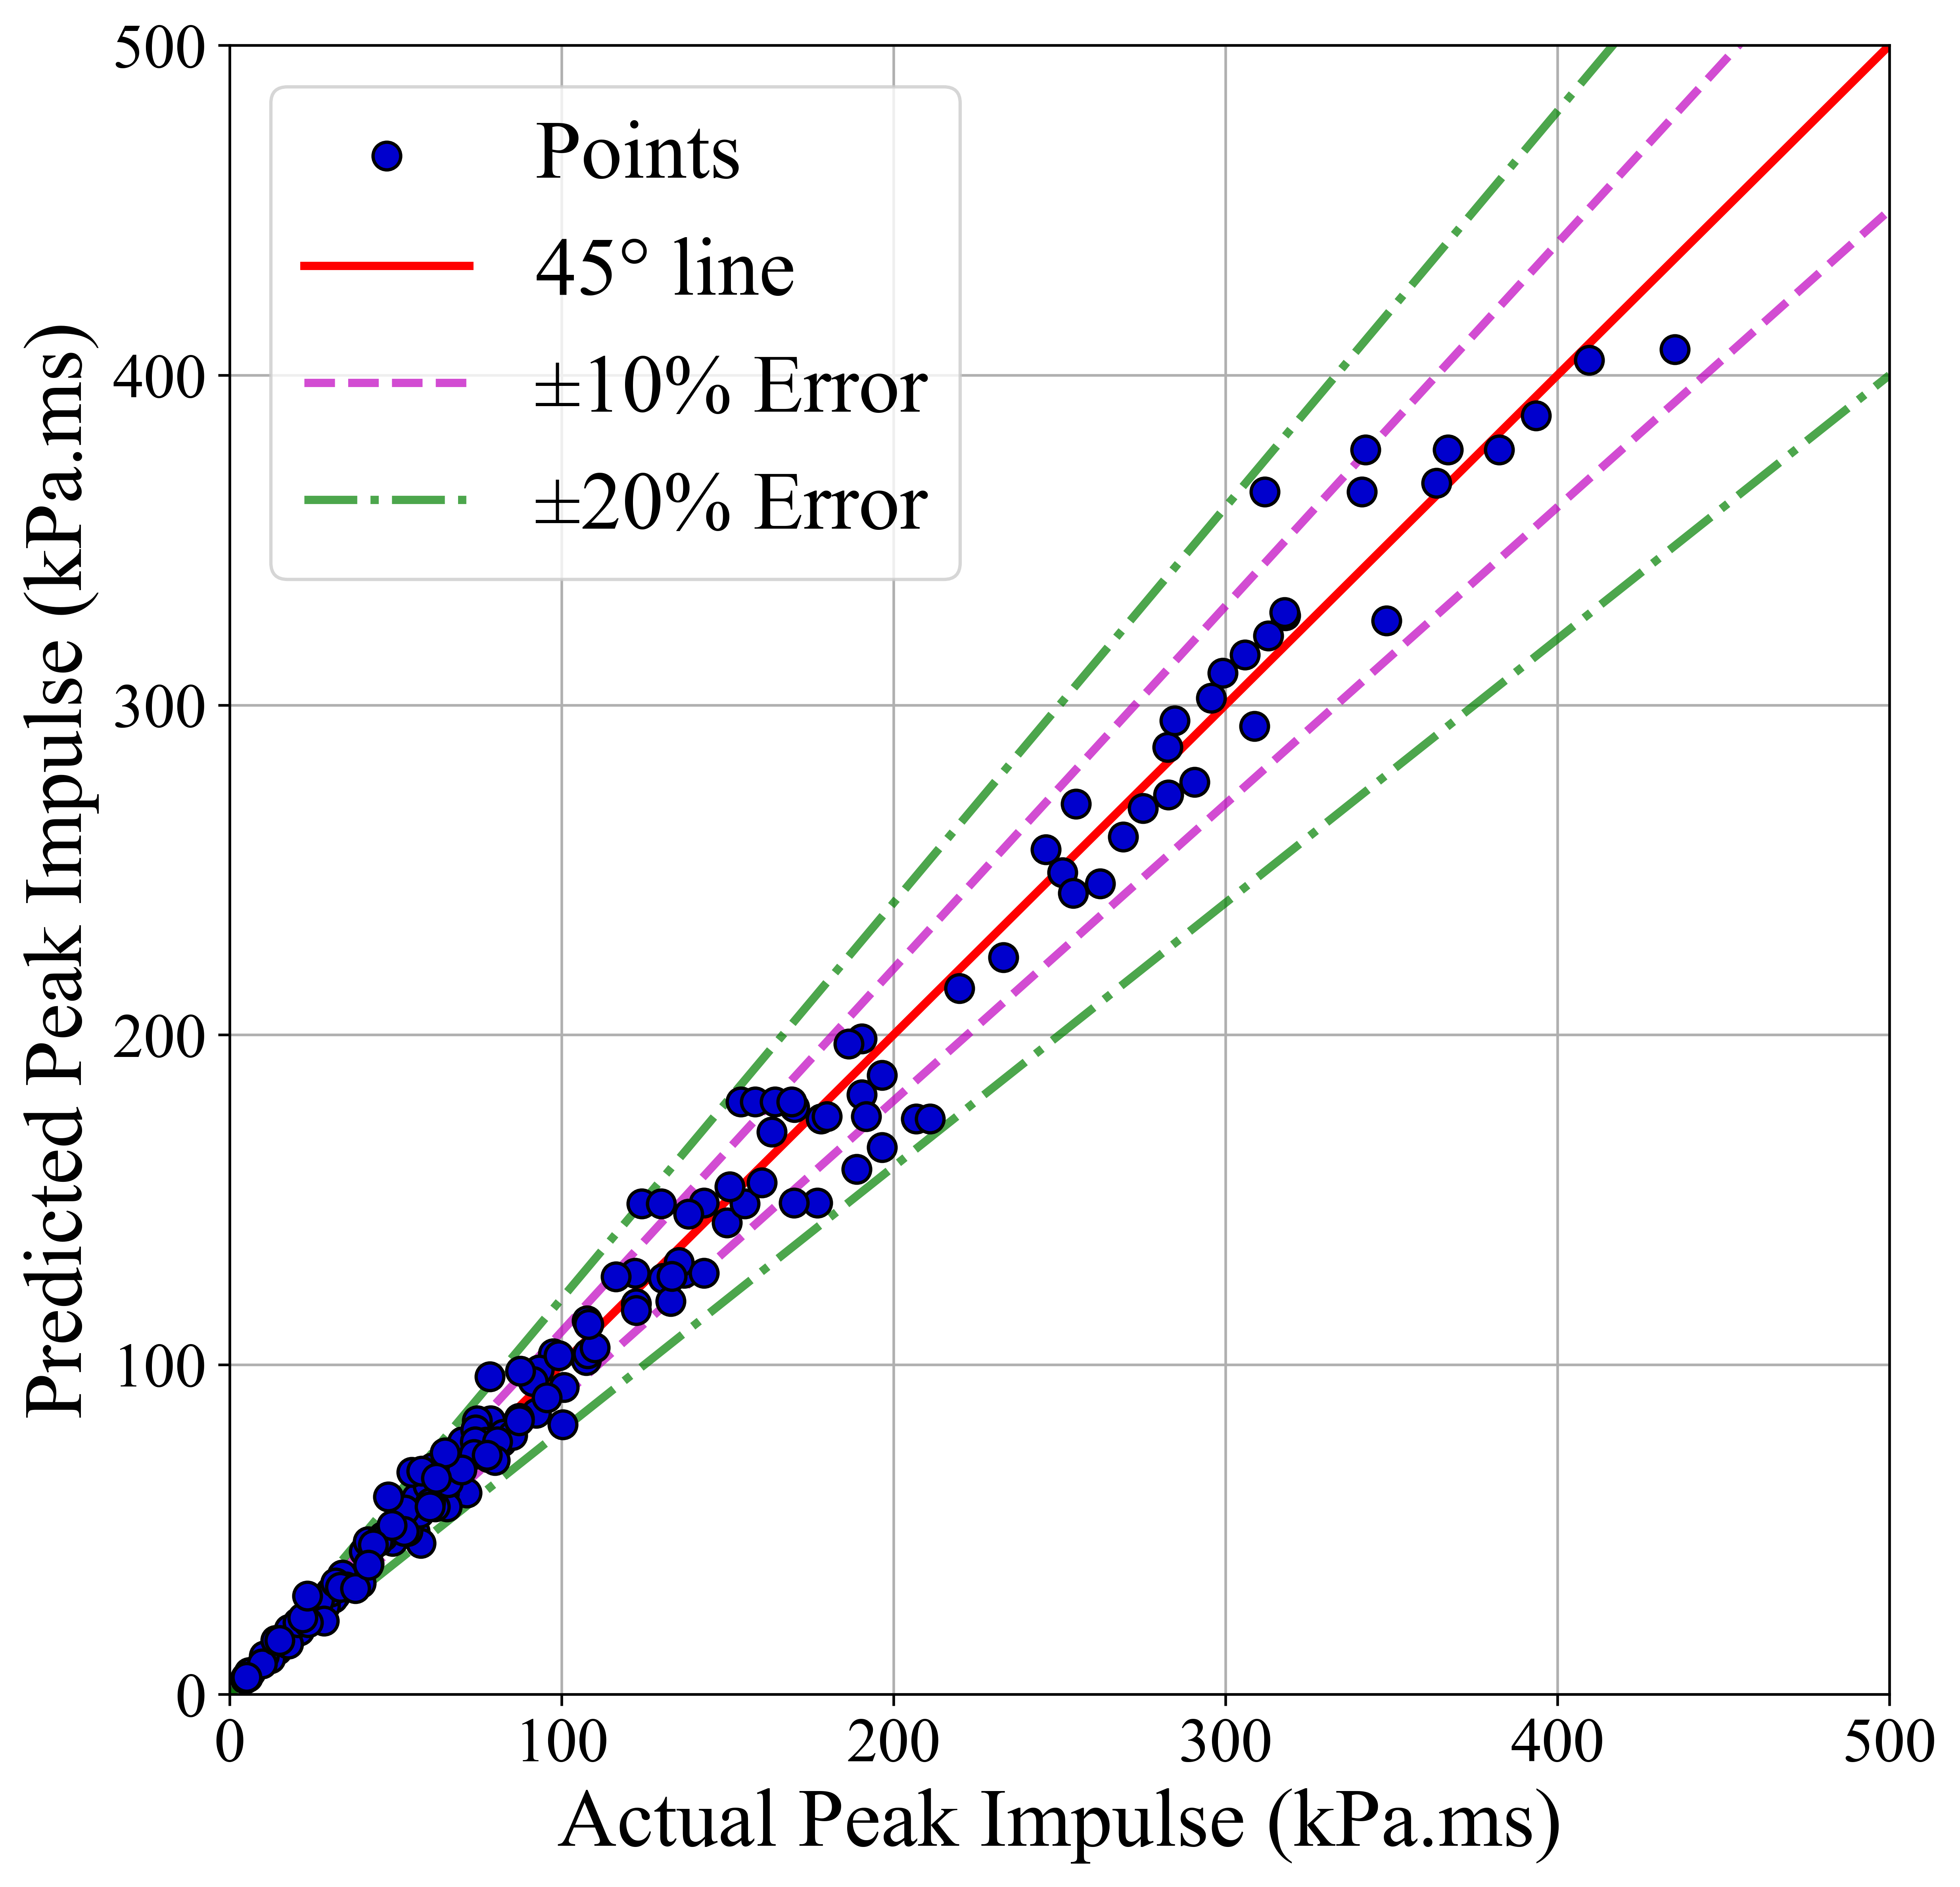 Points
45° line
±10% Error
±20% Error
500
400
300
200
100
0
0 100 200 300 400 500
Predicted Peak Impulse (kPa.ms)
Actual Peak Impulse (kPa.ms)